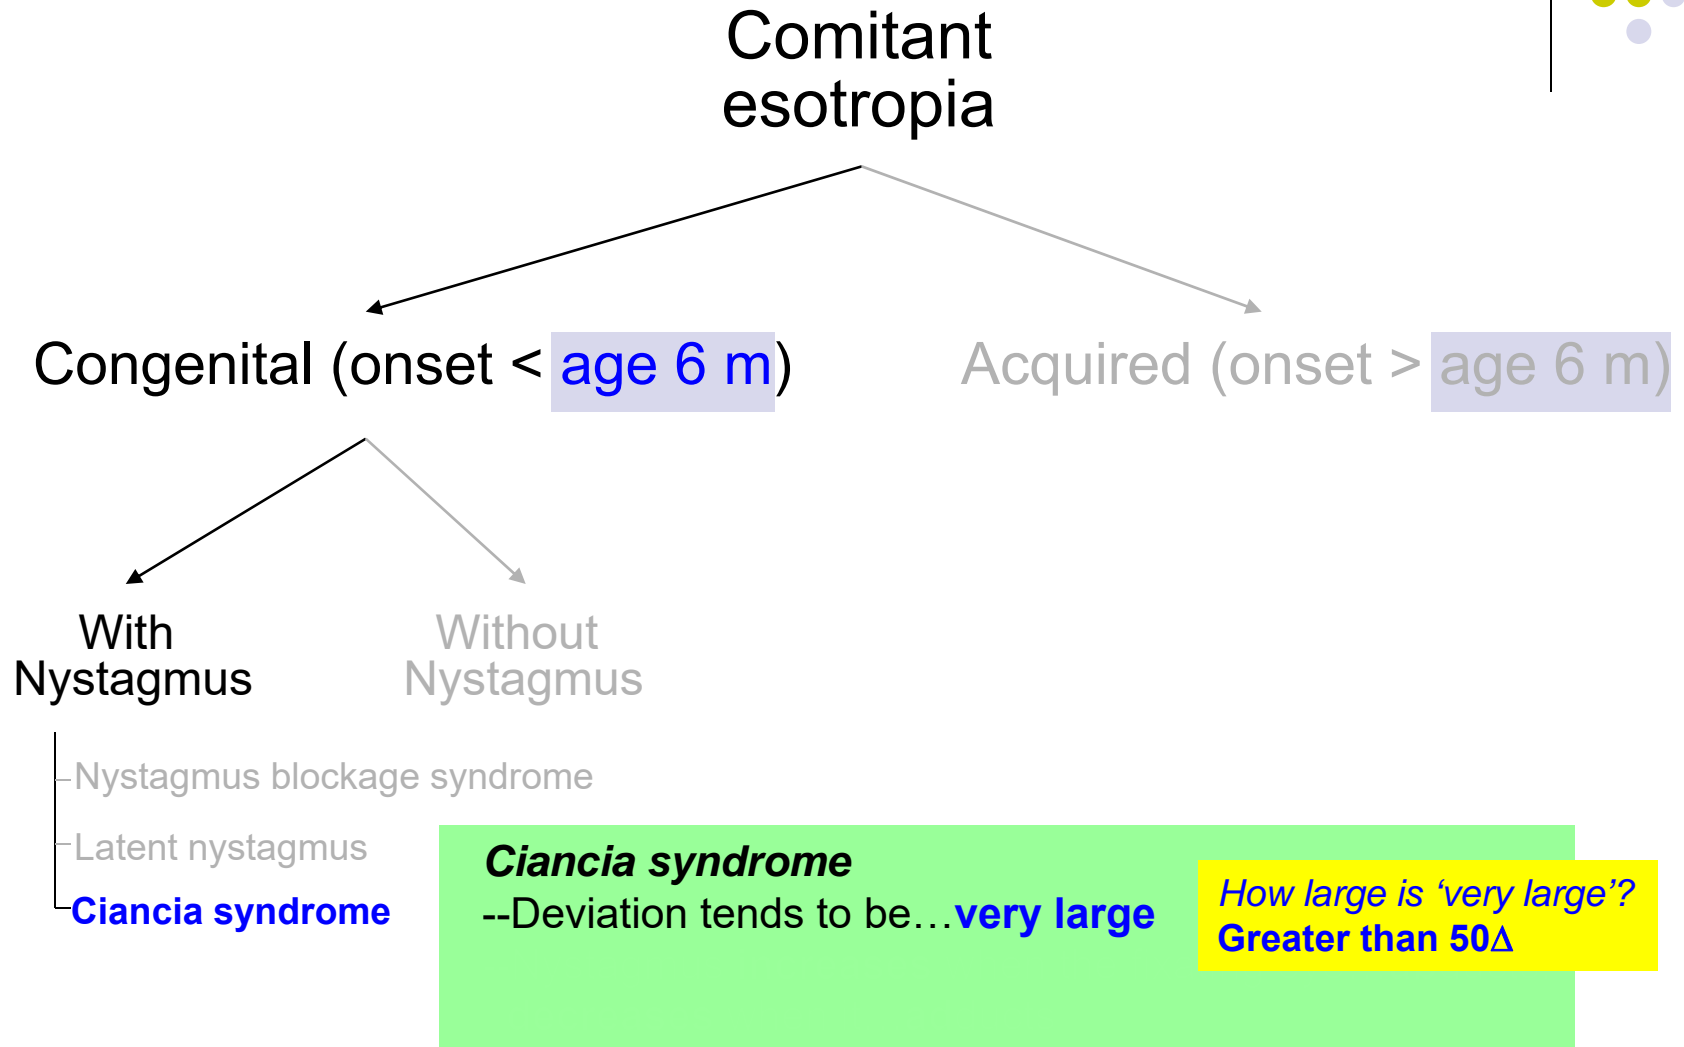 Comitant
esotropia
Congenital (onset < age 6 m)
Acquired (onset > age 6 m)
With
Nystagmus
Without
Nystagmus
Nystagmus blockage syndrome
Latent nystagmus
Ciancia syndrome
Ciancia syndrome
--Deviation tends to be…very large
How large is ‘very large’?
Greater than 50Δ